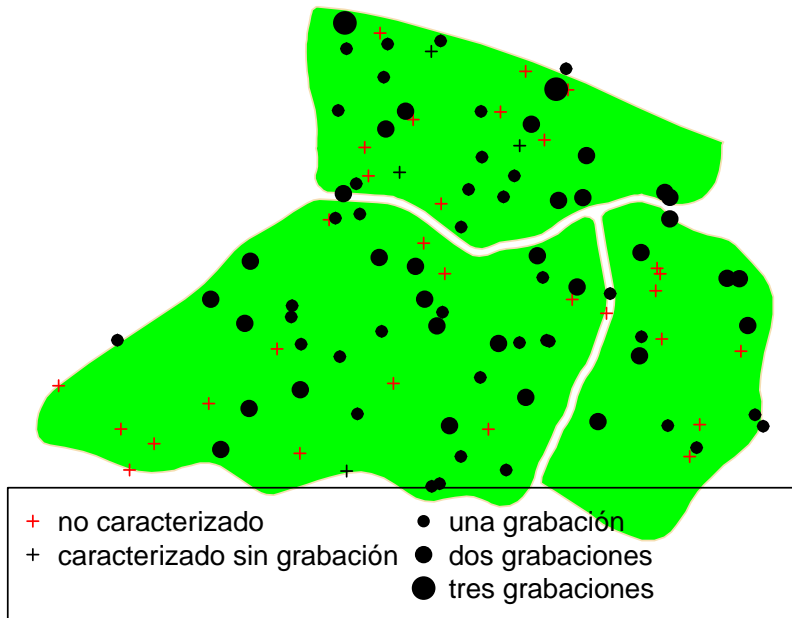 no caracterizado
caracterizado sin grabación
una grabación
dos grabaciones
tres grabaciones